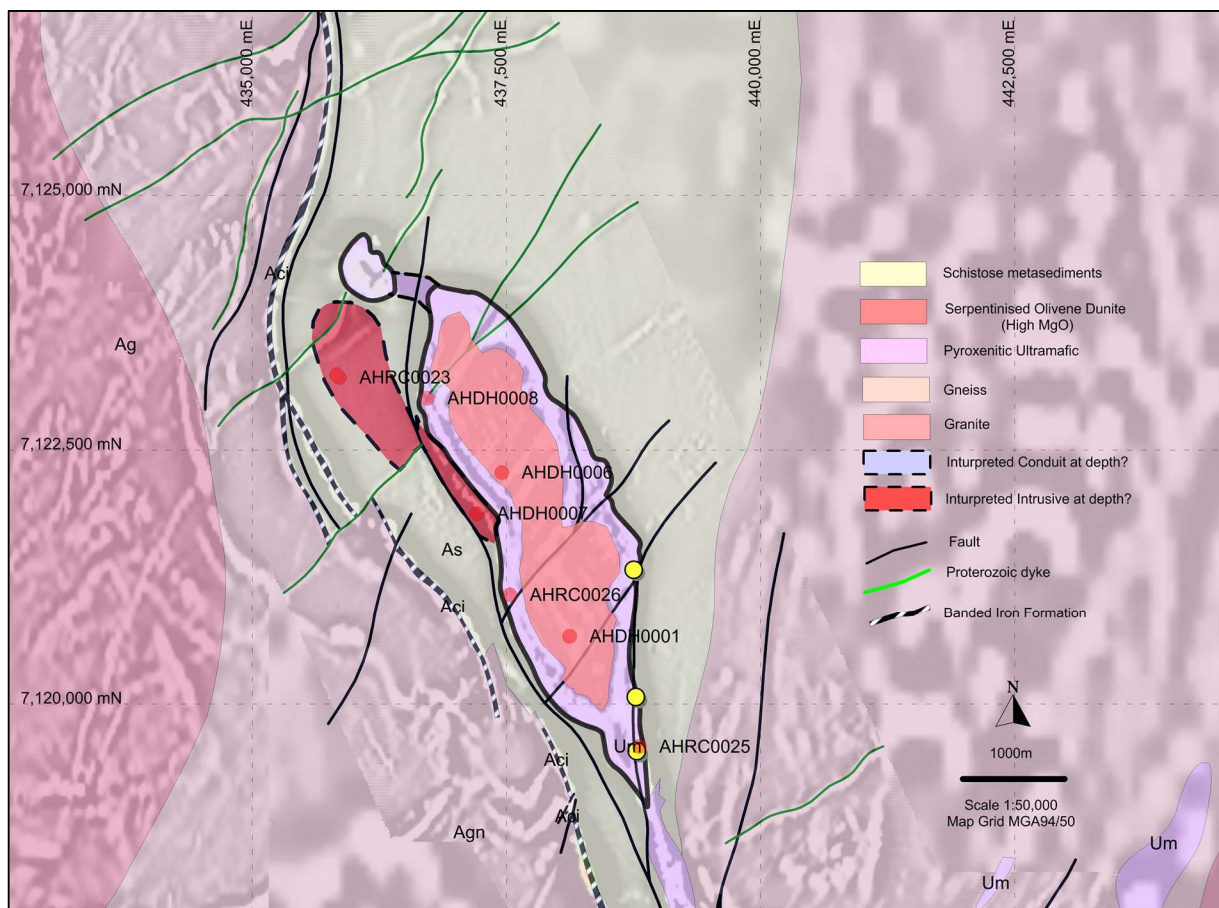 435,000 mE
437,500 mE
440,000 mE
442,500 mE
7,125,000 mN
Aci
Schistose metasediments
Serpentinised Olivene Dunite
(High MgO)
Ag
Pyroxenitic Ultramafic
AHRC0023
Gneiss
AHDH0008
Granite
7,122,500 mN
Inturpreted Conduit at depth?
AHDH0006
Inturpreted Intrusive at depth?
AHDH0007
As
Fault
Proterozoic dyke
AHRC0026
Aci
Banded Iron Formation
AHDH0001
7,120,000 mN
N
Um
AHRC0025
1000m
Aci
Scale 1:50,000
Map Grid MGA94/50
Aci
Agn
Um
Um